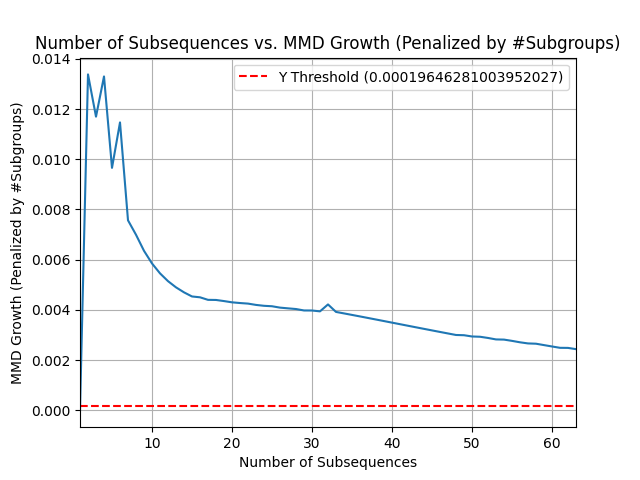 Number of Subsequences vs. MMD Growth (Penalized by #Subgroups)
Y Threshold (0.00019646281003952027)
MMD Growth (Penalized by #Subgroups)
0.014
0.012
0.010
0.008
0.006
0.004
0.002
0.000
10 20 30 40 50 60
Number of Subsequences